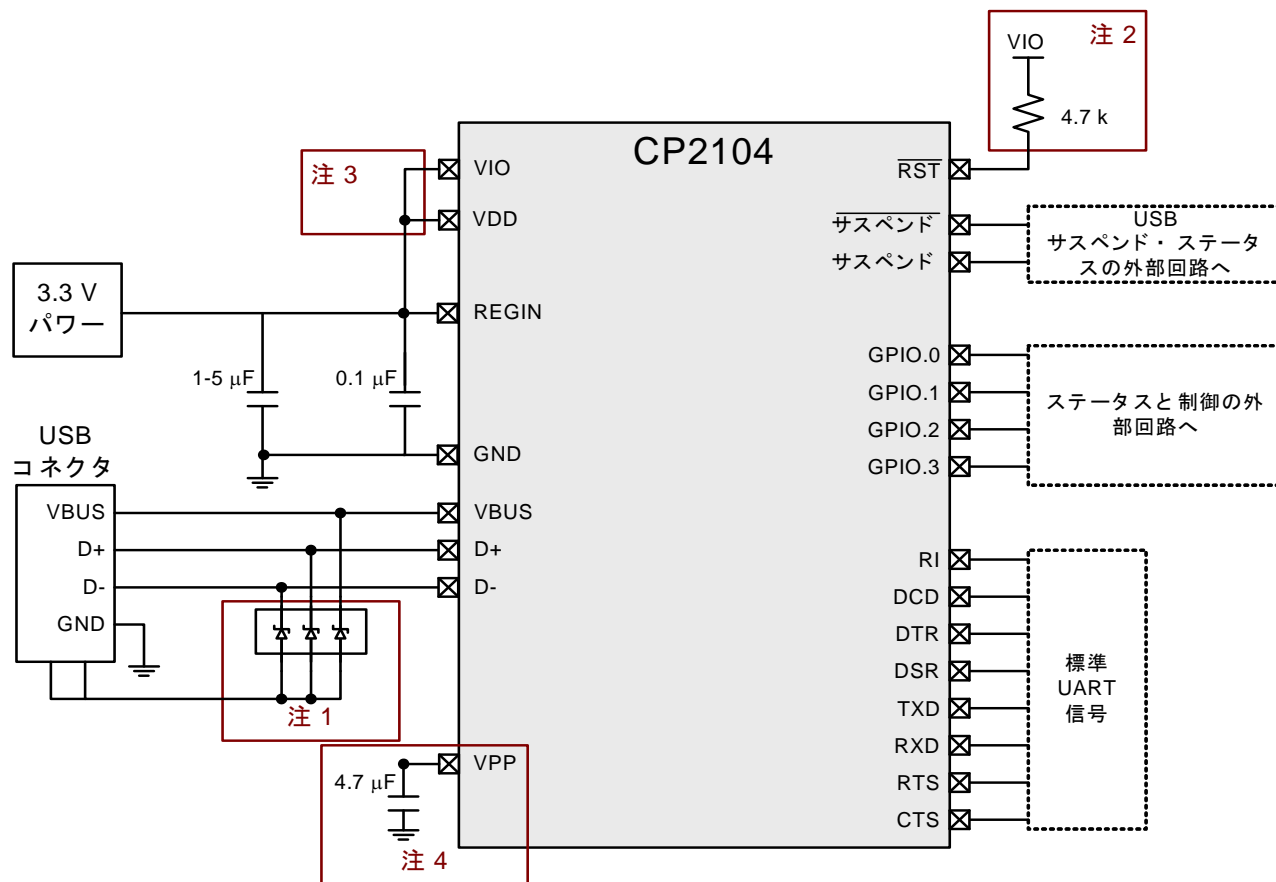 VIO
注 2
4.7 k
CP2104
注 3
VIO
VDD
REGIN
GND
VBUS
D+
D-
VPP
RST
サスペンド
サスペンド
GPIO.0
GPIO.1
GPIO.2
GPIO.3
RI
DCD
DTR
DSR
TXD
RXD
RTS
CTS
USB
サスペンド・ステータ
スの外部回路へ
ステータスと制御の外
部回路へ
標準
UART
信号
3.3 V
パワー
1-5 μF
0.1 μF
USB
コネクタ
VBUS
D+
D-
GND
注 1
4.7 μF
注 4